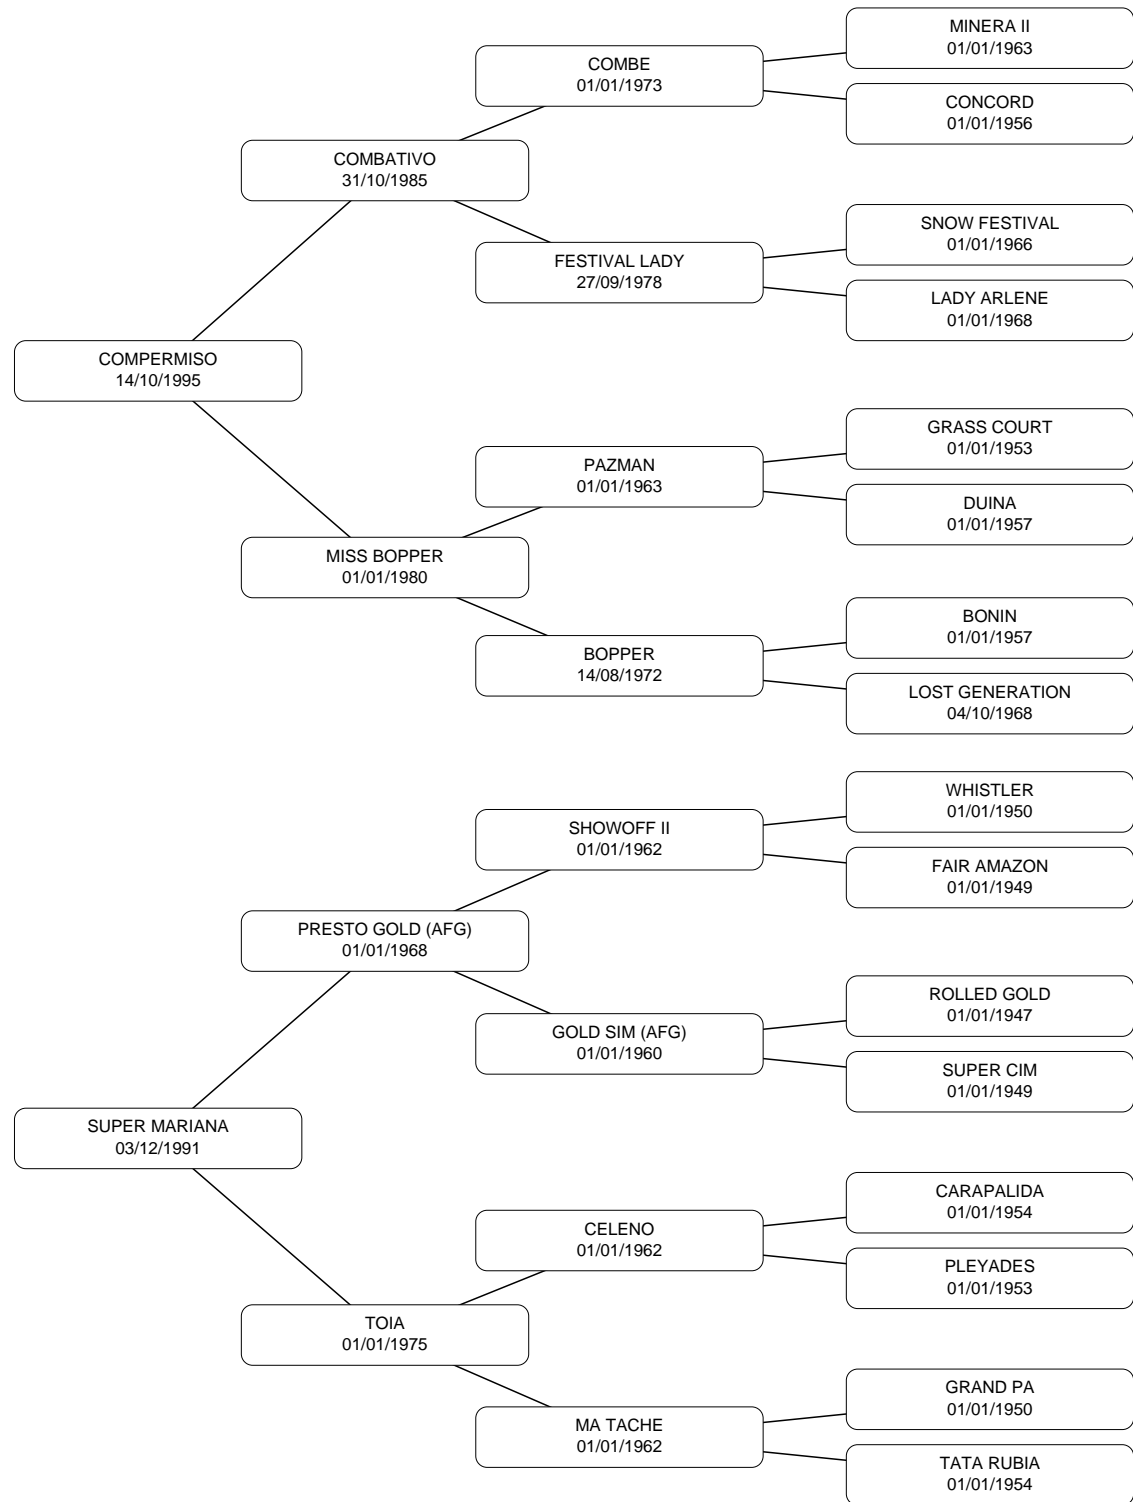 MINERA II
01/01/1963
COMBE
01/01/1973
CONCORD
01/01/1956
COMBATIVO
31/10/1985
SNOW FESTIVAL
01/01/1966
FESTIVAL LADY
27/09/1978
LADY ARLENE
01/01/1968
COMPERMISO
14/10/1995
GRASS COURT
01/01/1953
PAZMAN
01/01/1963
DUINA
01/01/1957
MISS BOPPER
01/01/1980
BONIN
01/01/1957
BOPPER
14/08/1972
LOST GENERATION
04/10/1968
WHISTLER
01/01/1950
SHOWOFF II
01/01/1962
FAIR AMAZON
01/01/1949
PRESTO GOLD (AFG)
01/01/1968
ROLLED GOLD
01/01/1947
GOLD SIM (AFG)
01/01/1960
SUPER CIM
01/01/1949
SUPER MARIANA
03/12/1991
CARAPALIDA
01/01/1954
CELENO
01/01/1962
PLEYADES
01/01/1953
TOIA
01/01/1975
GRAND PA
01/01/1950
MA TACHE
01/01/1962
TATA RUBIA
01/01/1954